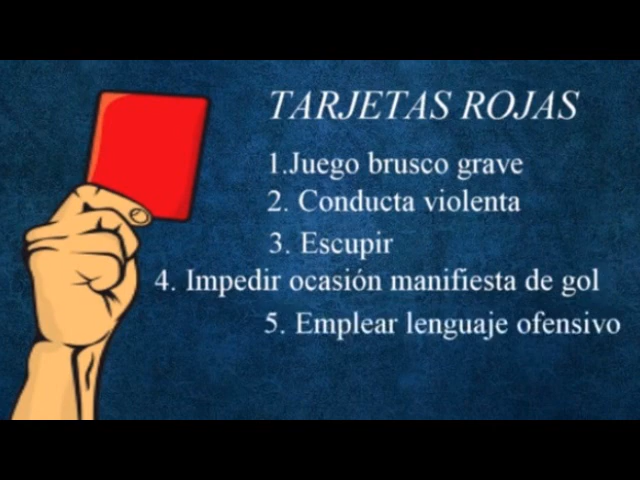 TARJETAS ROJAS
1.Juego brusco grave
2. Conducta violenta
3. Escupir
4. Impedir ocasión manifiesta de gol
5. Emplear lenguaje ofensivo